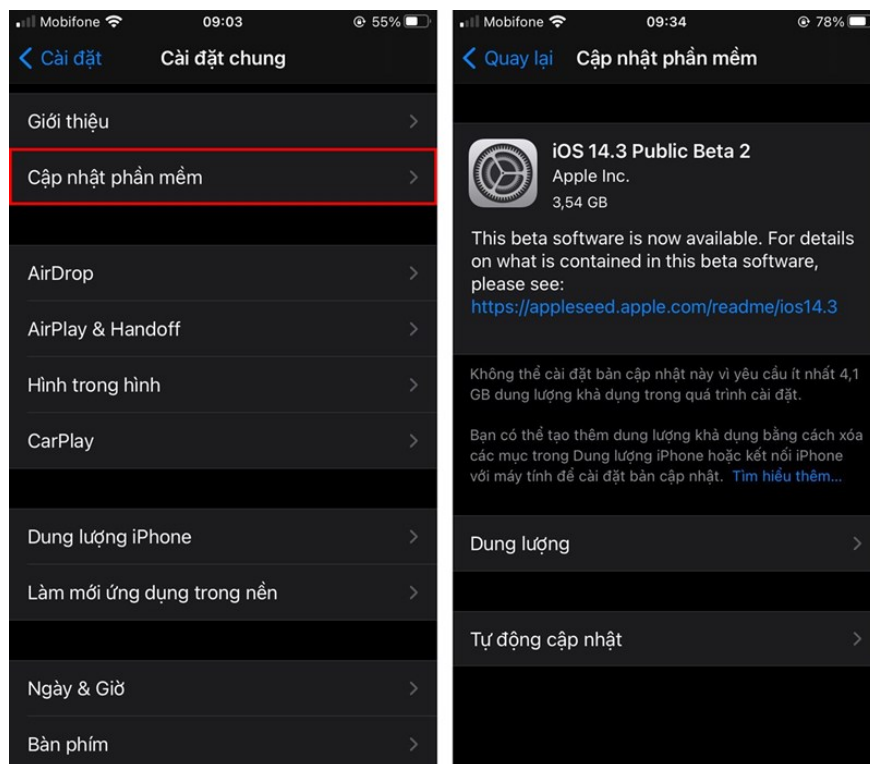 Mobifone 09:03 55%
Cài đặt Cài đặt chung
Giới thiệu
Cập nhật phần mềm
AirDrop
AirPlay & Handoff
Hình trong hình
CarPlay
Dung lượng iPhone
Làm mới ứng dụng trong nền
Ngày & Giờ
Bàn phím
Mobifone 09:34 78%
Quay lại Cập nhật phần mềm
iOS 14.3 Public Beta 2
Apple Inc.
3,54 GB
This beta software is now available. For details
on what is contained in this beta software,
please see:
https://appleseed.apple.com/readme/ios14.3
Không thể cài đặt bản cập nhật này vì yêu cầu ít nhất 4,1
GB dung lượng khả dụng trong quá trình cài đặt.
Bạn có thể tạo thêm dung lượng khả dụng bằng cách xóa
các mục trong Dung lượng iPhone hoặc kết nối iPhone
với máy tính để cài đặt bản cập nhật. Tìm hiểu thêm...
Dung lượng
Tự động cập nhật